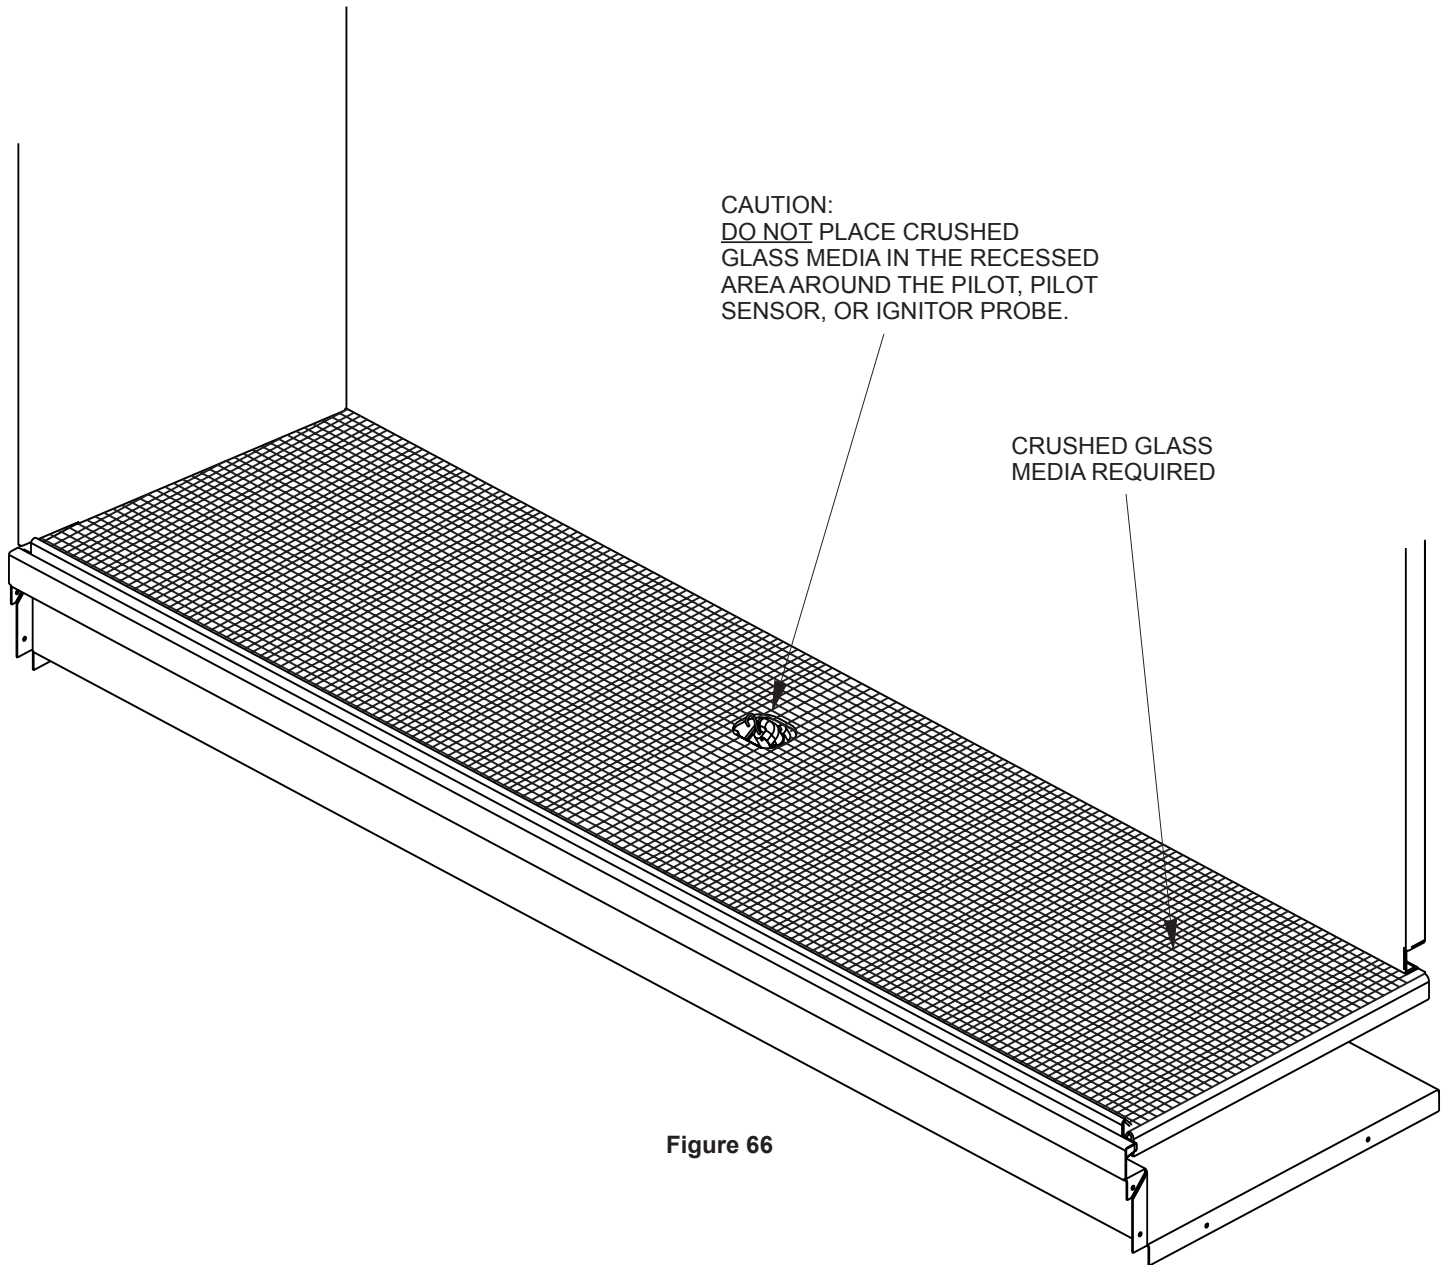 CAUTION:
DO NOT PLACE CRUSHED
GLASS MEDIA IN THE RECESSED
AREA AROUND THE PILOT, PILOT
SENSOR, OR IGNITOR PROBE.
CRUSHED GLASS
MEDIA REQUIRED
Figure 66